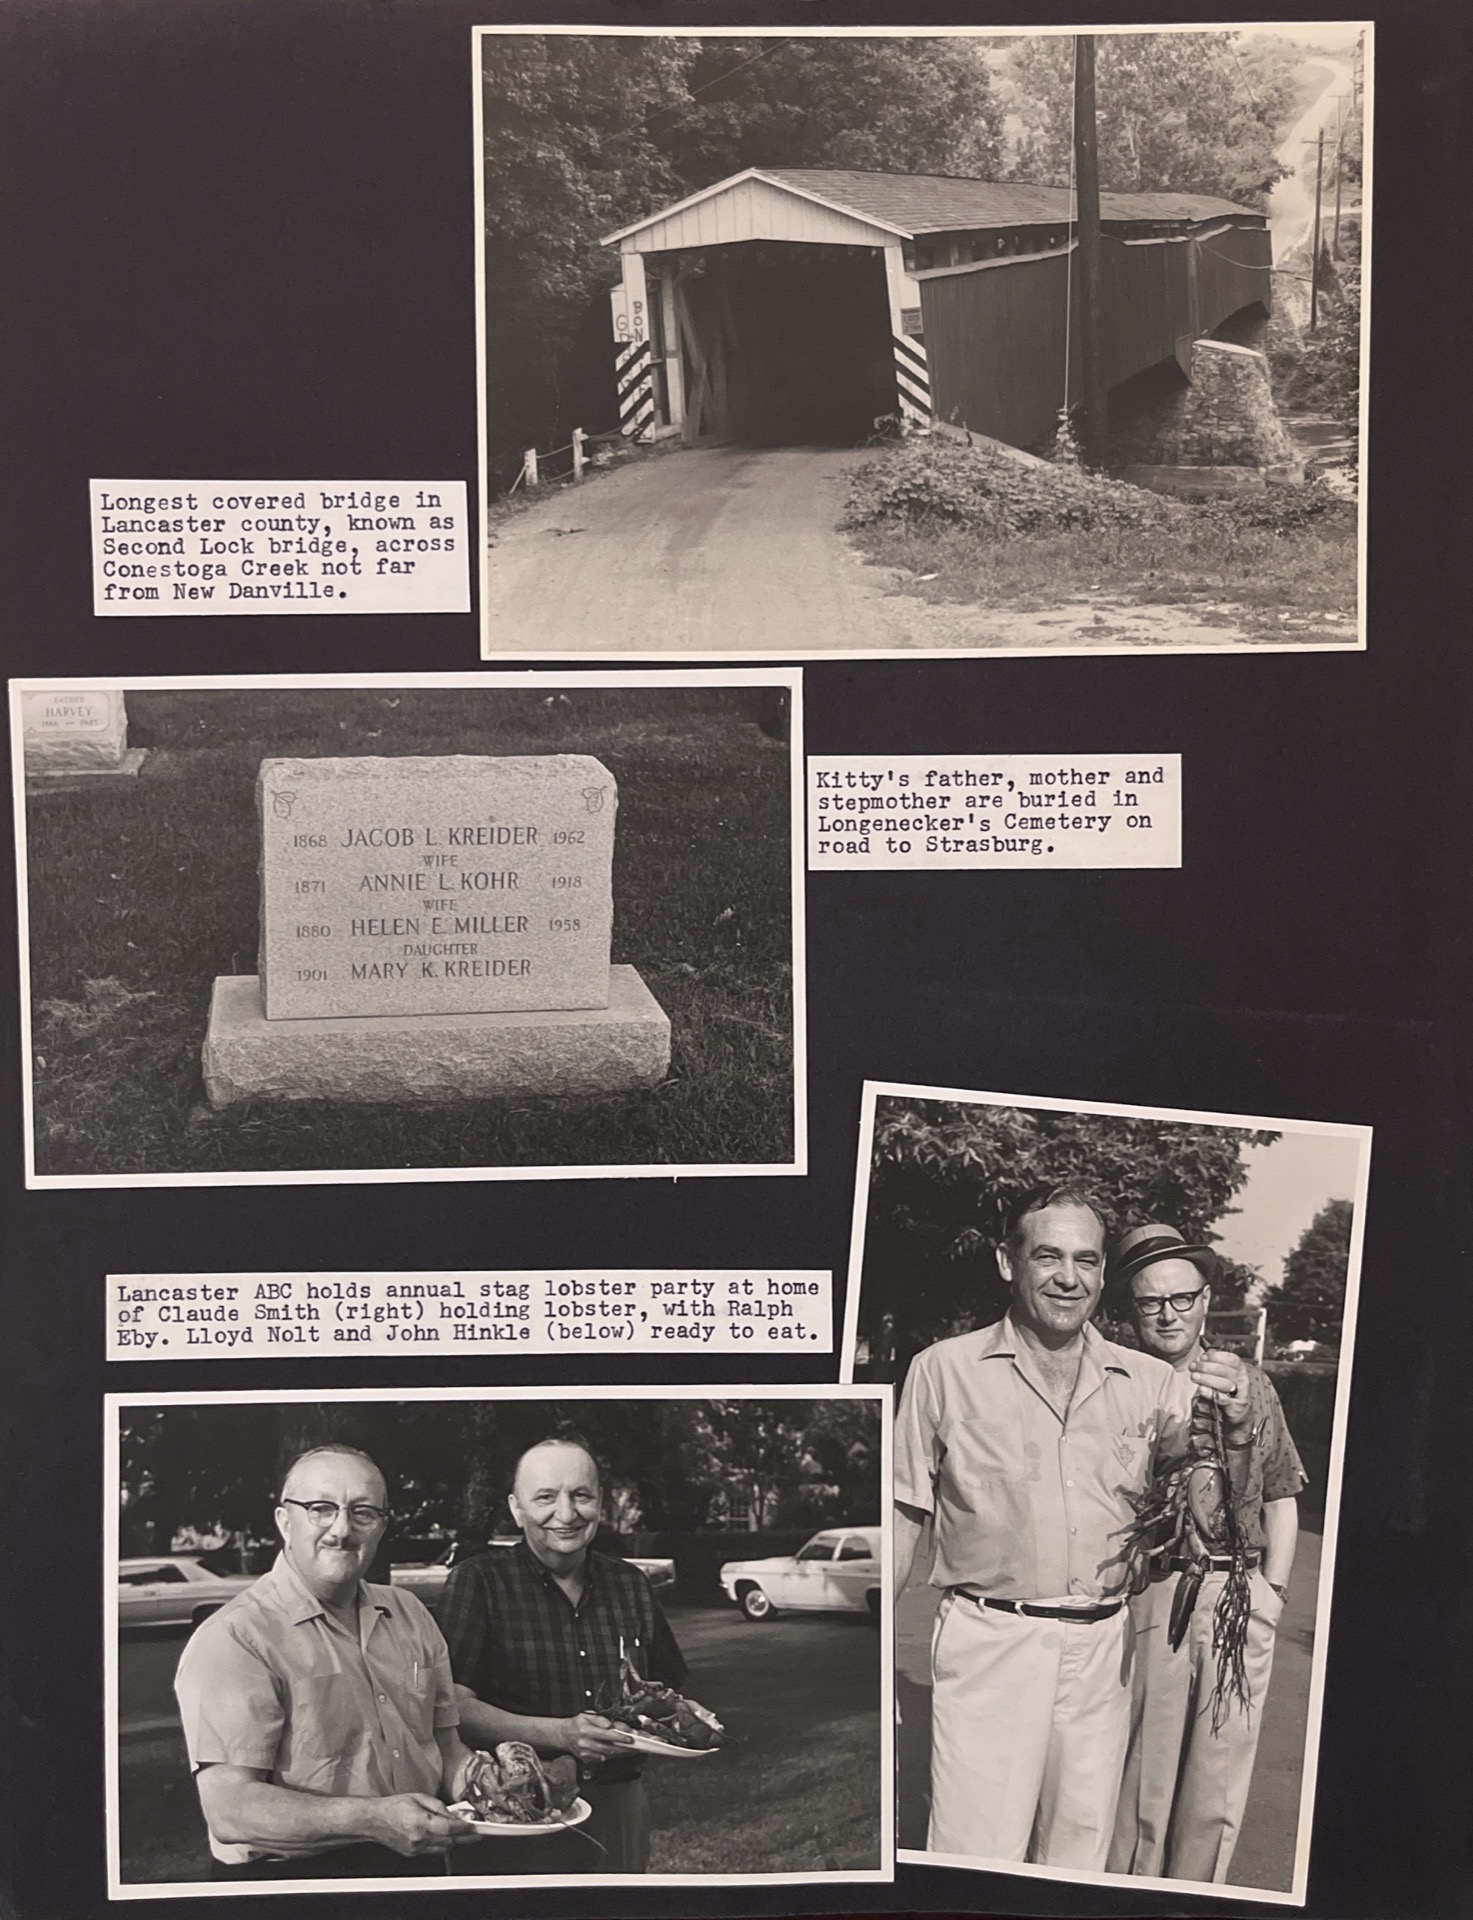 BON
Longest covered bridge in
Lancaster county, known as
Second Lock bridge, across
Conestoga Creek not far
from New Danville.
FATHER
HARVEY
Kitty's father, mother and
stepmother are buried in
Longenecker's Cemetery on
road to Strasburg.
1868 JACOB L. KREIDER 1962
WIFE
1871 ANNIE L. KOHR 1918
WIFE
1880 HELEN E. MILLER 1958
DAUGHTER
1901 MARY K. KREIDER
Lancaster ABC holds annual stag lobster party at home
of Claude Smith (right) holding lobster, with Ralph
Eby. Lloyd Nolt and John Hinkle (below) ready to eat.